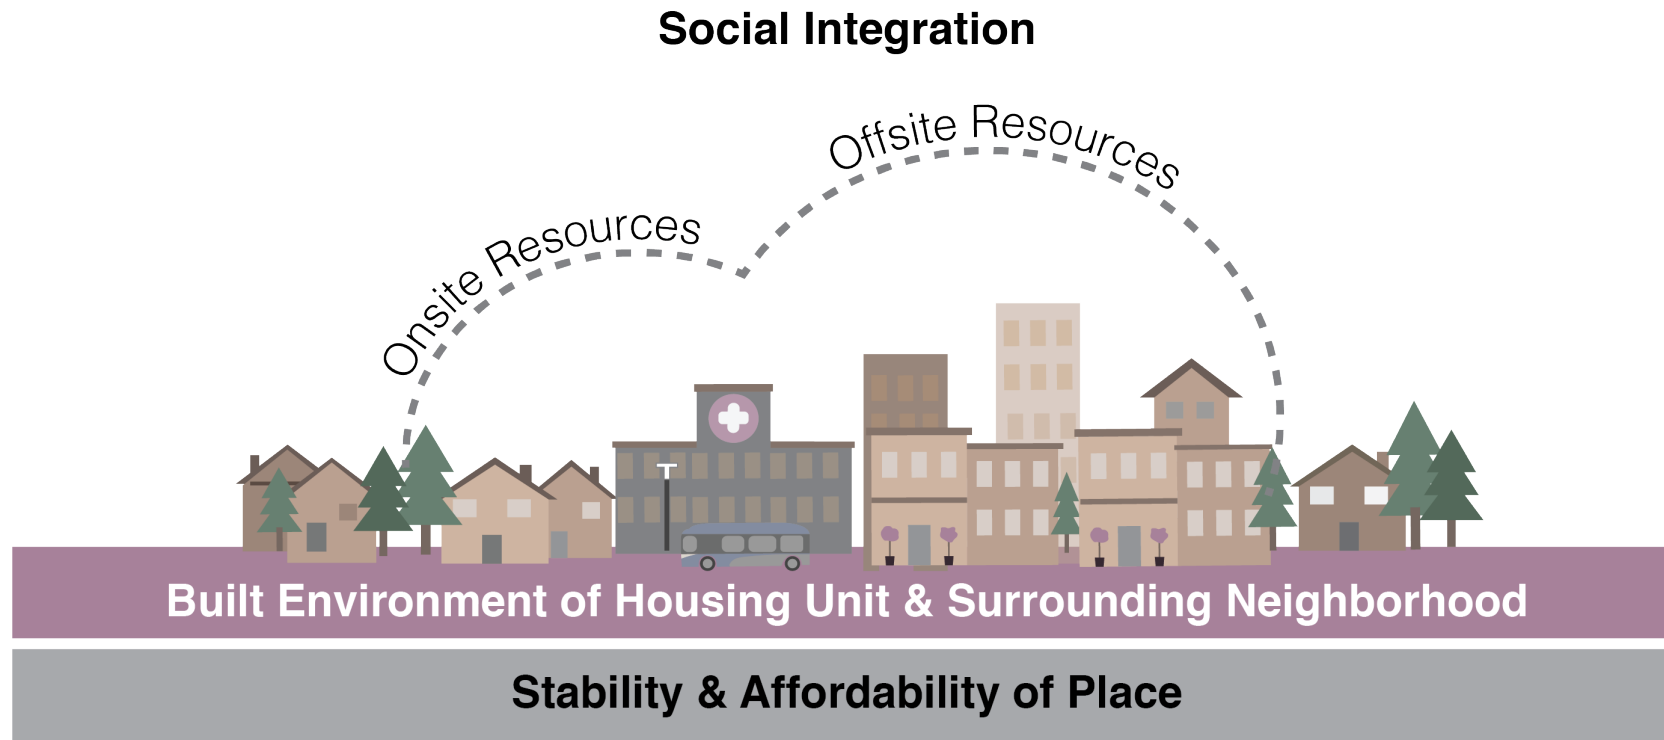 Social Integration
Offsite Resources
Onsite Resources
T
Built Environment of Housing Unit & Surrounding Neighborhood
Stability & Affordability of Place